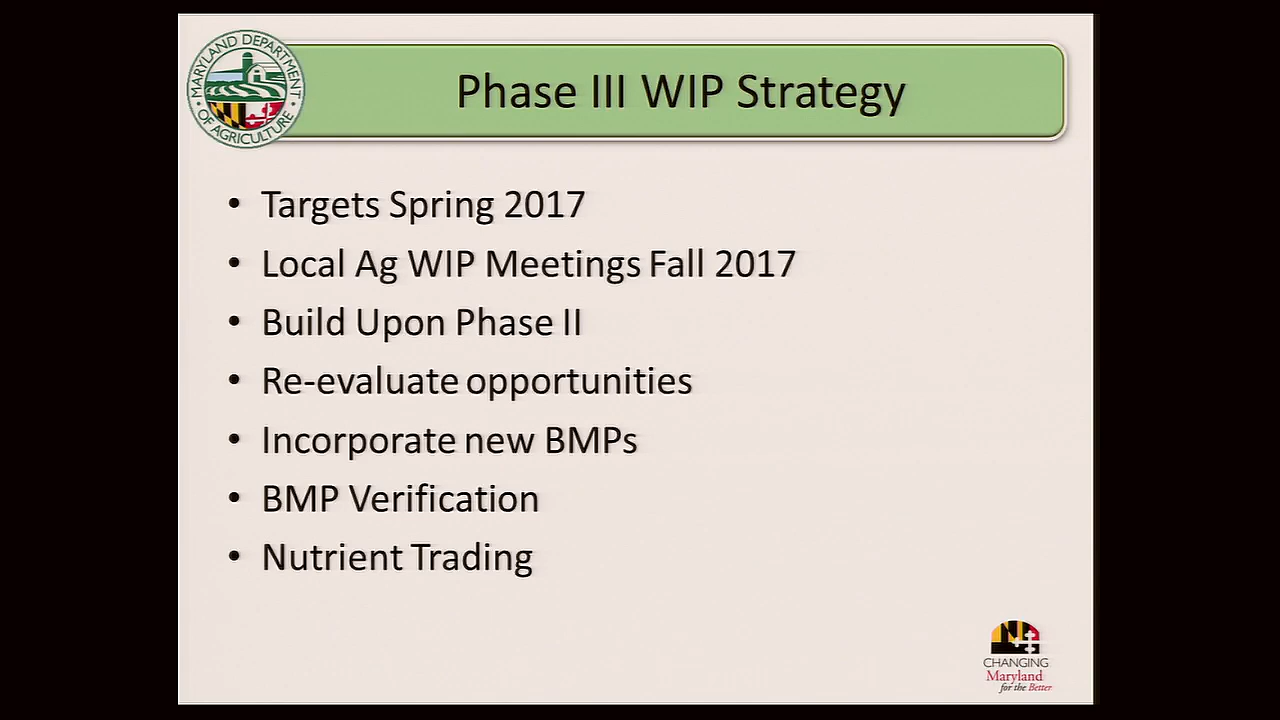 MARYLAND DEPARTMENT
OF AGRICULTURE
Phase III WIP Strategy
• Targets Spring 2017
• Local Ag WIP Meetings Fall 2017
• Build Upon Phase II
• Re-evaluate opportunities
• Incorporate new BMPs
• BMP Verification
• Nutrient Trading
CHANGING
Maryland
for the Better